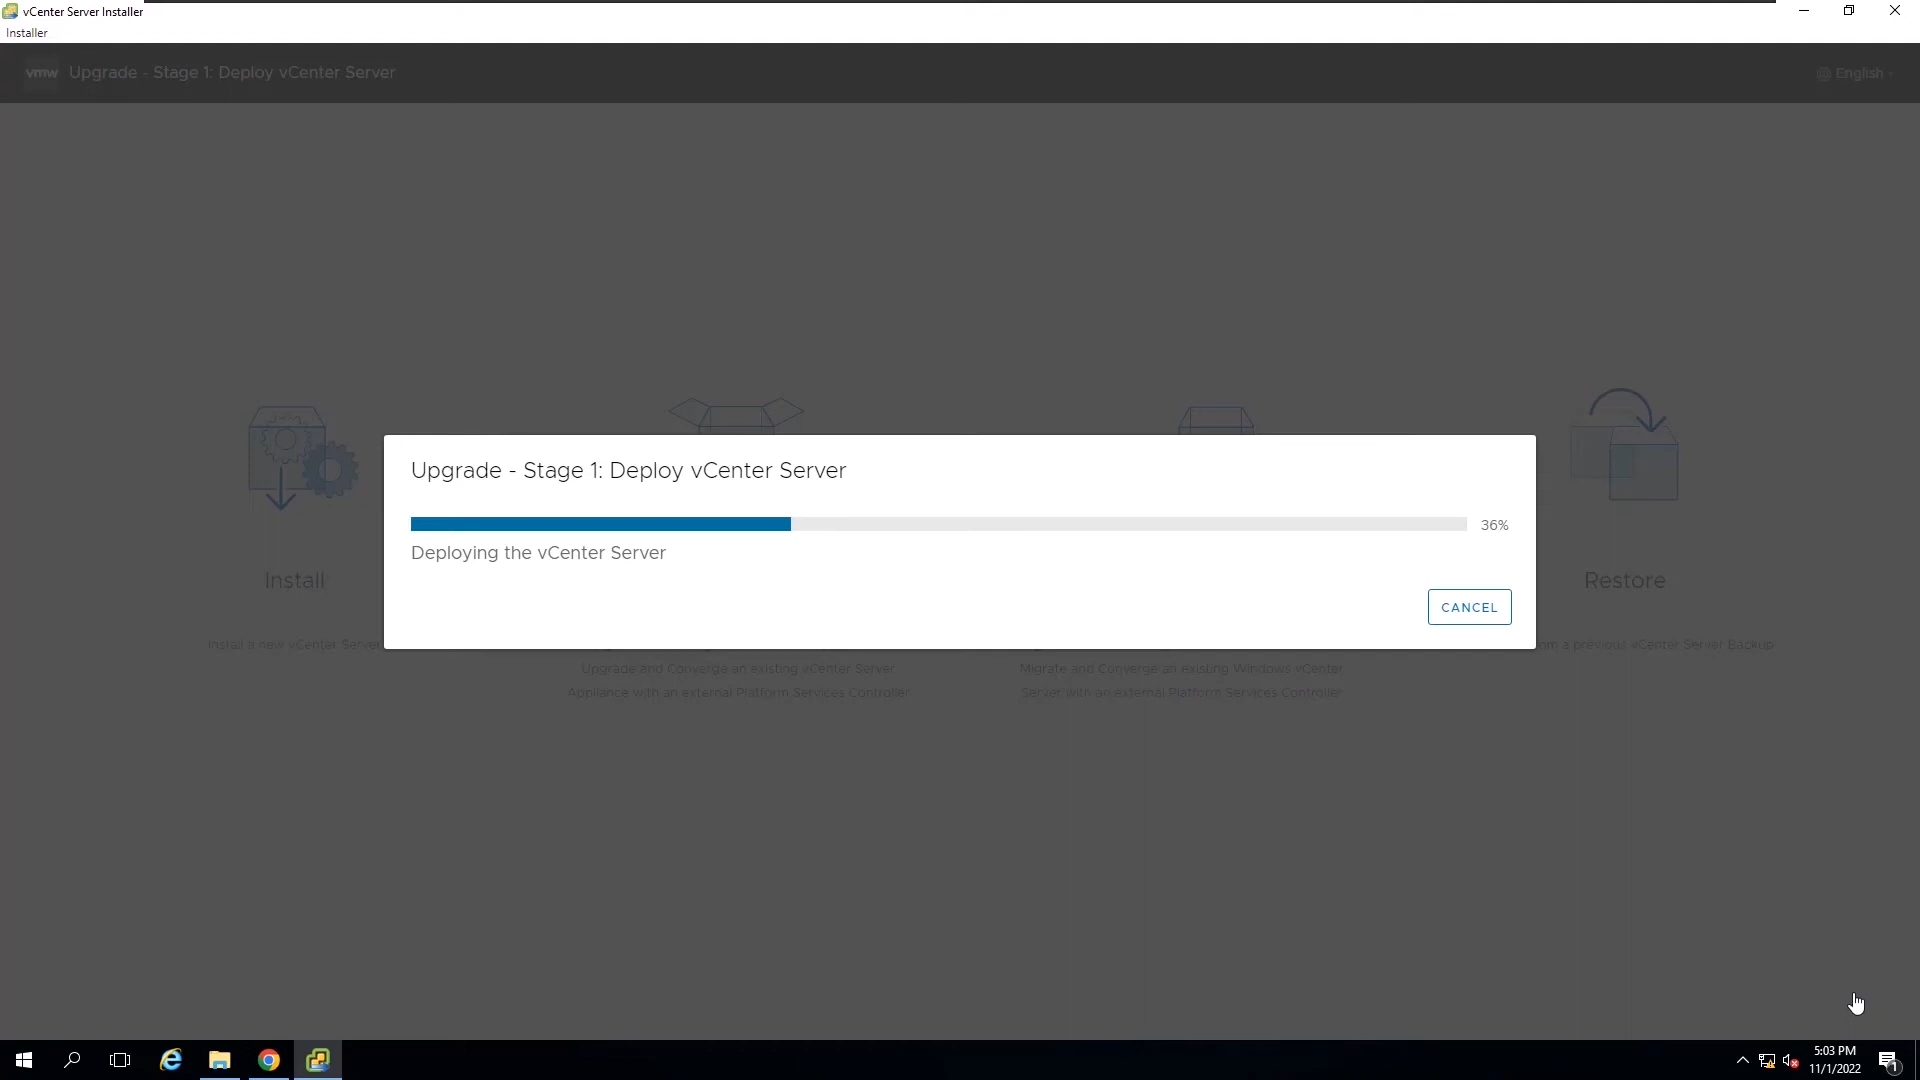 vCenter Server Installer
Installer
vmw Upgrade - Stage 1: Deploy vCenter Server
English
Upgrade - Stage 1: Deploy vCenter Server
36%
Deploying the vCenter Server
CANCEL
Install
Restore
Install a new vCenter Server
a previous vCenter Server Backup
Upgrade and Converge an existing vCenter Server
Appliance with an external Platform Services Controller
Migrate and Converge an existing Windows vCenter
Server with an external Platform Services Controller
5:03 PM
11/1/2022
1